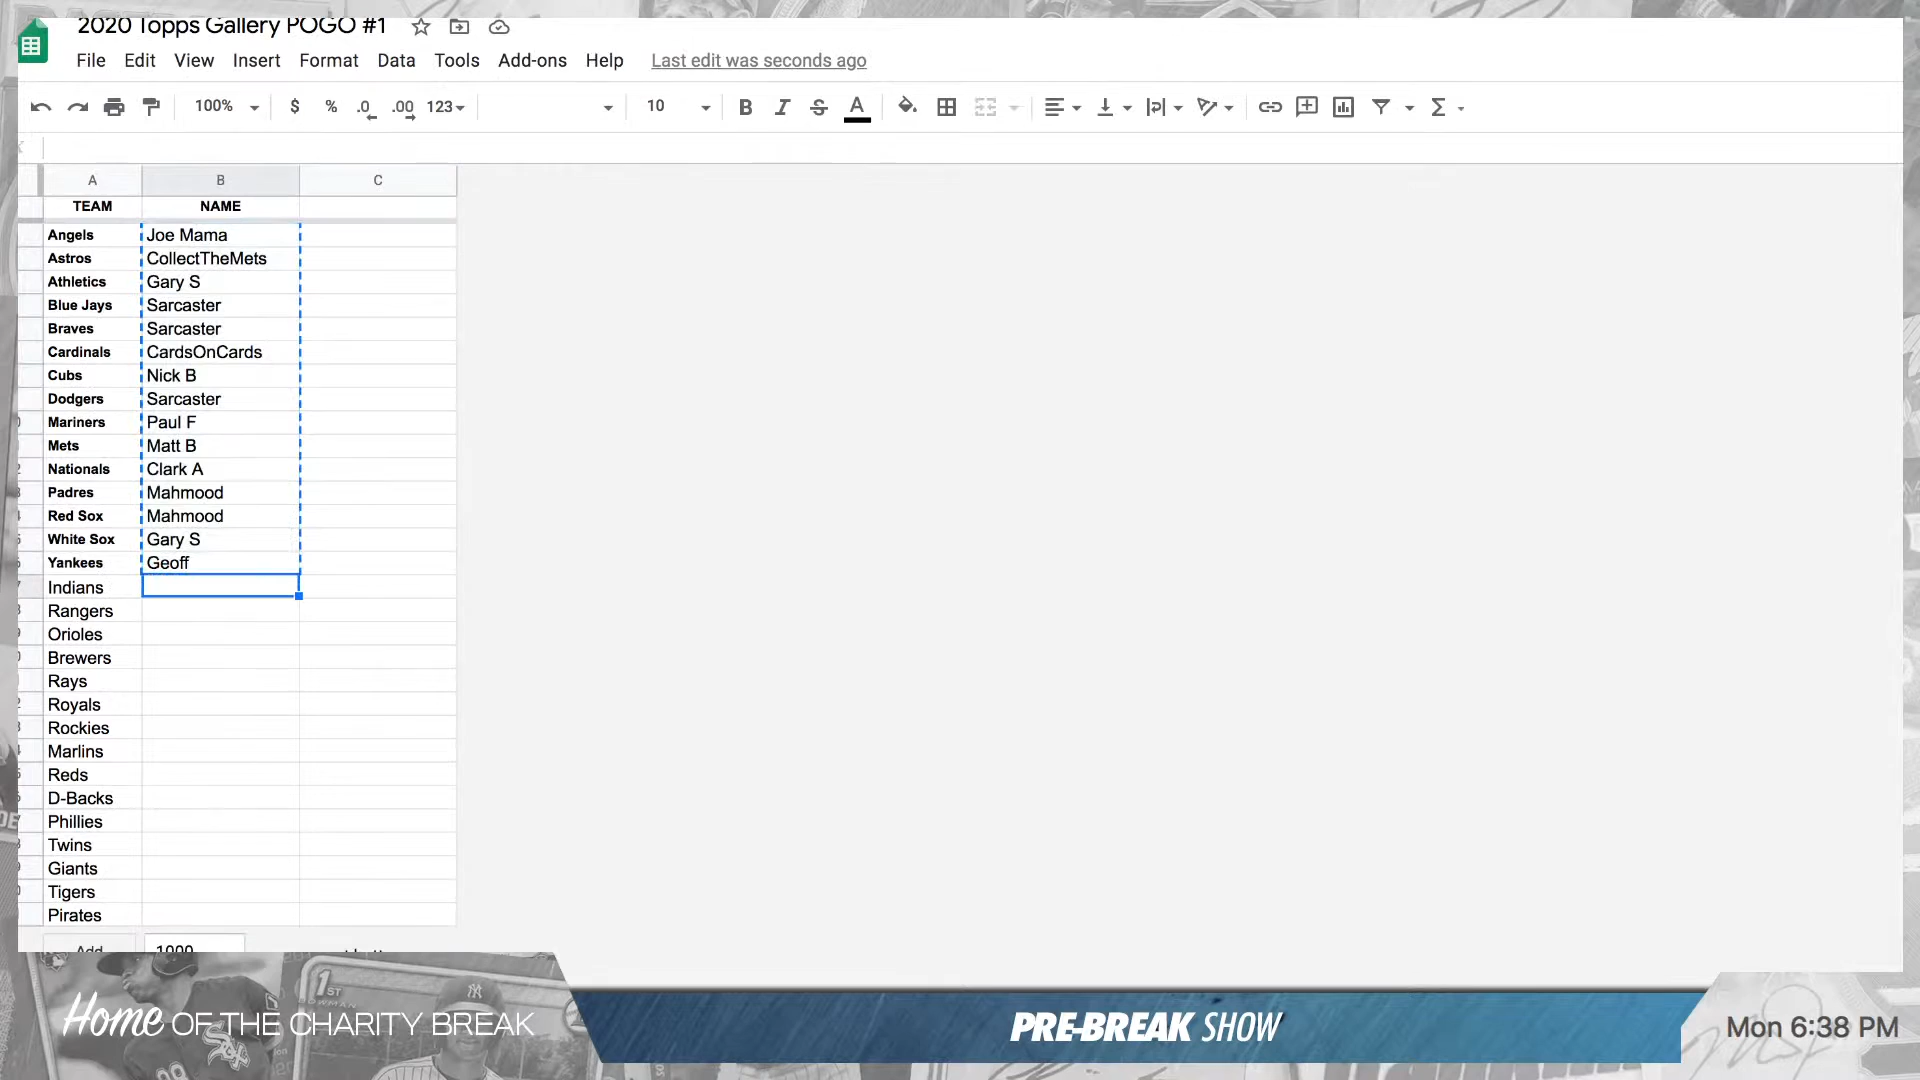 2020 Topps Gallery POGO #1
File Edit View Insert Format Data Tools Add-ons Help Last edit was seconds ago
100% $ % .0 .00 123 10 B I S A
A B C
TEAM NAME
Angels Joe Mama
Astros CollectTheMets
Athletics Gary S
Blue Jays Sarcaster
Braves Sarcaster
Cardinals CardsOnCards
Cubs Nick B
Dodgers Sarcaster
Mariners Paul F
Mets Matt B
Nationals Clark A
Padres Mahmood
Red Sox Mahmood
White Sox Gary S
Yankees Geoff
Indians
Rangers
Orioles
Brewers
Rays
Royals
Rockies
Marlins
Reds
D-Backs
Phillies
Twins
Giants
Tigers
Pirates
Add 1000
1ST
Home OF THE CHARITY BREAK
PRE-BREAK SHOW
Mon 6:38 PM